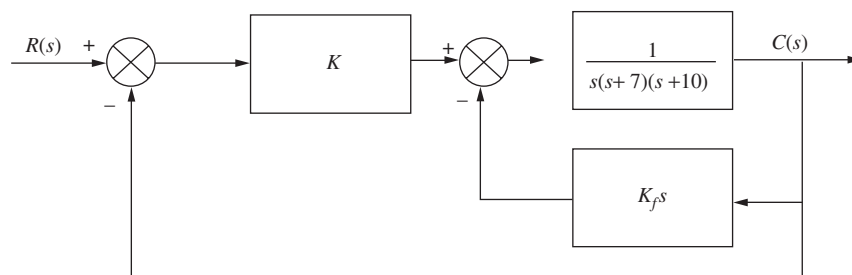 R(s)
+
−
K
+
−
1
s(s+7)(s+10)
C(s)
K_f s